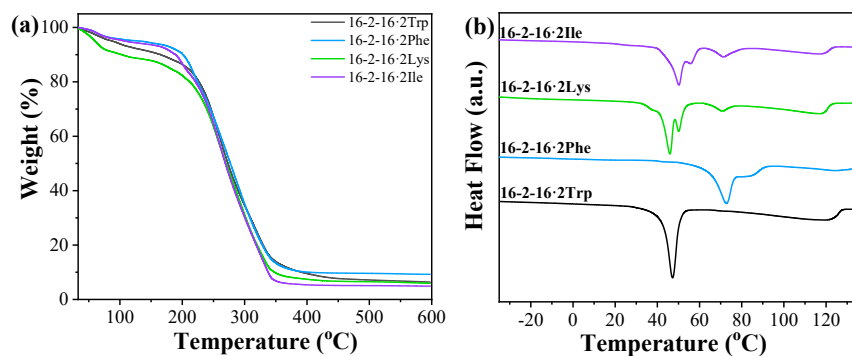 (a)
16-2-16·2Trp
16-2-16·2Phe
16-2-16·2Lys
16-2-16·2Ile
100
80
60
40
20
0
Weight (%)
100
200
300
400
500
600
Temperature (°C)
(b)
16-2-16·2Ile
16-2-16·2Lys
16-2-16·2Phe
16-2-16·2Trp
Heat Flow (a.u.)
-20
0
20
40
60
80
100
120
Temperature (°C)